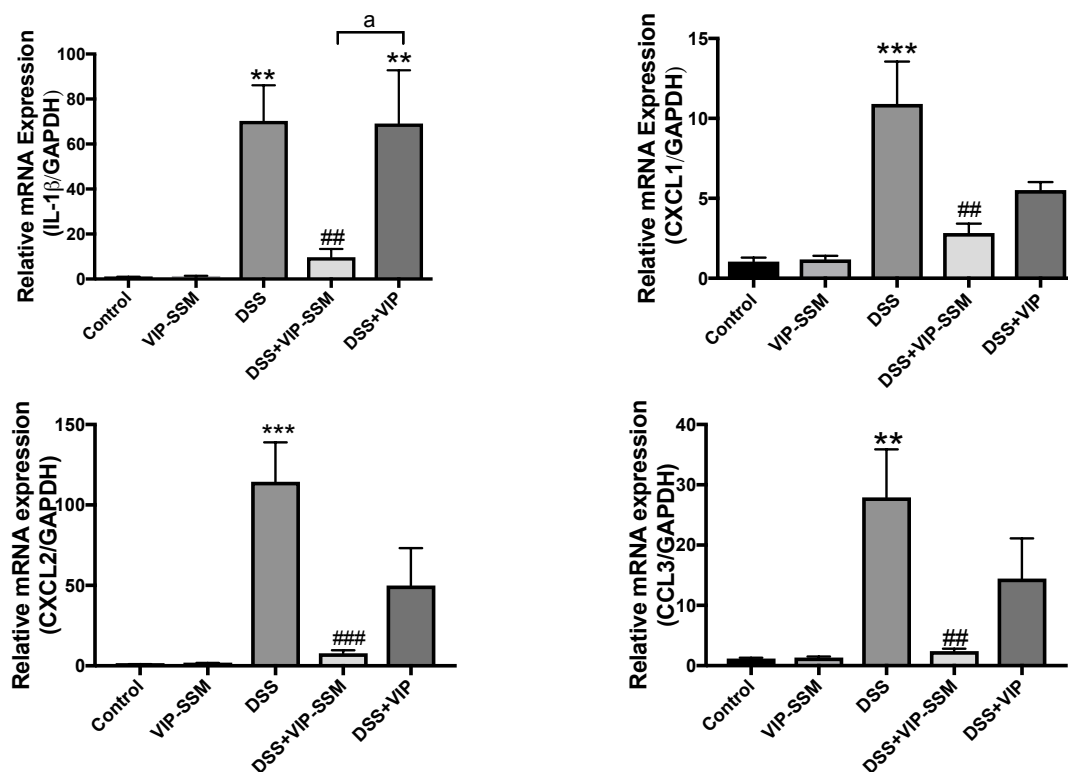 Relative mRNA Expression
(IL-1β/GAPDH)
100
80
60
40
20
0
**
##
a
**
Control
VIP-SSM
DSS
DSS+VIP-SSM
DSS+VIP
Relative mRNA Expression
(CXCL1/GAPDH)
15
10
5
0
***
##
Control
VIP-SSM
DSS
DSS+VIP-SSM
DSS+VIP
Relative mRNA expression
(CXCL2/GAPDH)
150
100
50
0
***
###
Control
VIP-SSM
DSS
DSS+VIP-SSM
DSS+VIP
Relative mRNA expression
(CCL3/GAPDH)
40
30
20
10
0
**
##
Control
VIP-SSM
DSS
DSS+VIP-SSM
DSS+VIP